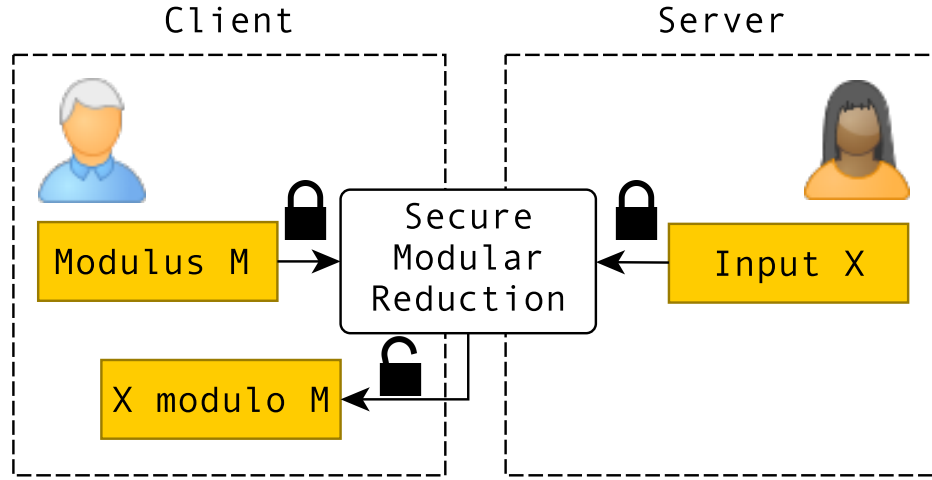 Client
Server
Secure
Modular
Reduction
Modulus M
Input X
X modulo M